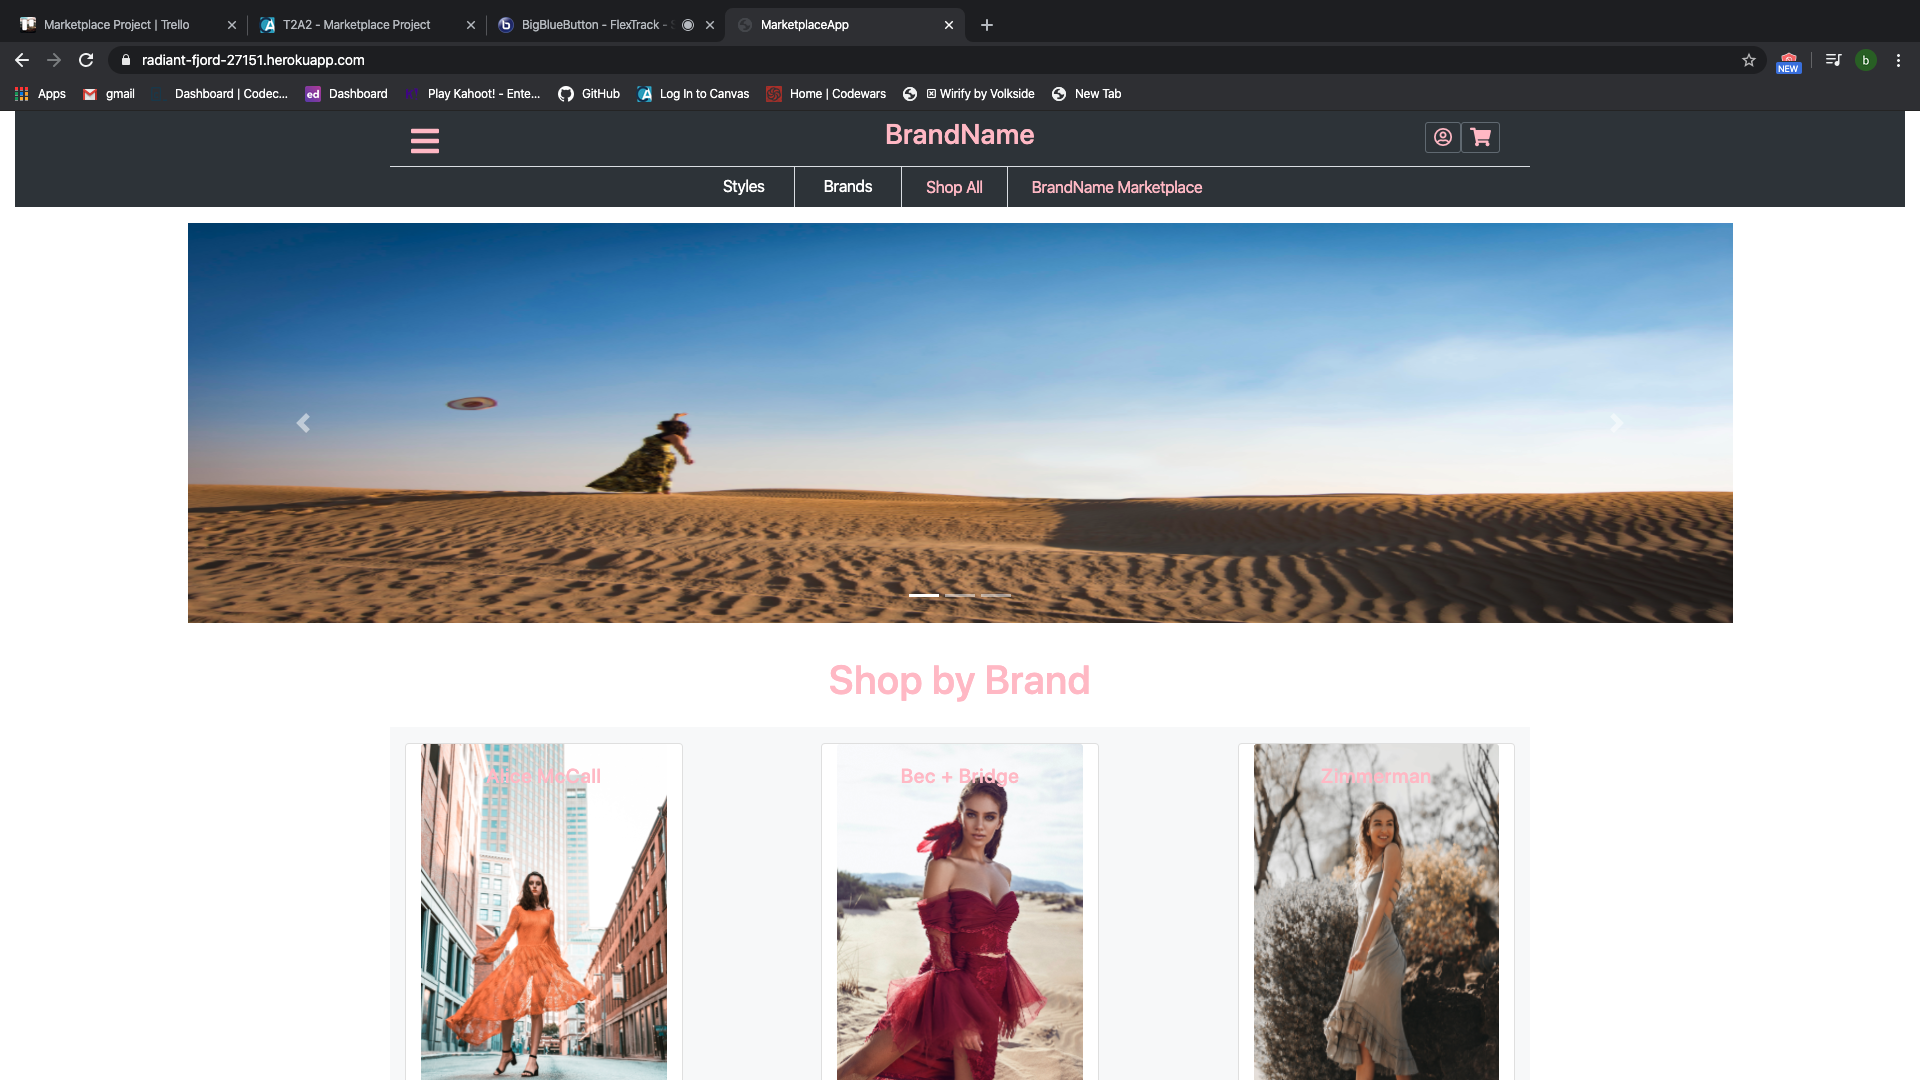 Marketplace Project | Trello
T2A2 - Marketplace Project
BigBlueButton - FlexTrack -
MarketplaceApp
radiant-fjord-27151.herokuapp.com
NEW
b
Apps
gmail
Dashboard | Codec...
ed
Dashboard
K!
Play Kahoot! - Ente...
GitHub
Log In to Canvas
Home | Codewars
Wirify by Volkside
New Tab
BrandName
Styles
Brands
Shop All
BrandName Marketplace
Shop by Brand
Alice McCall
Bec + Bridge
Zimmerman